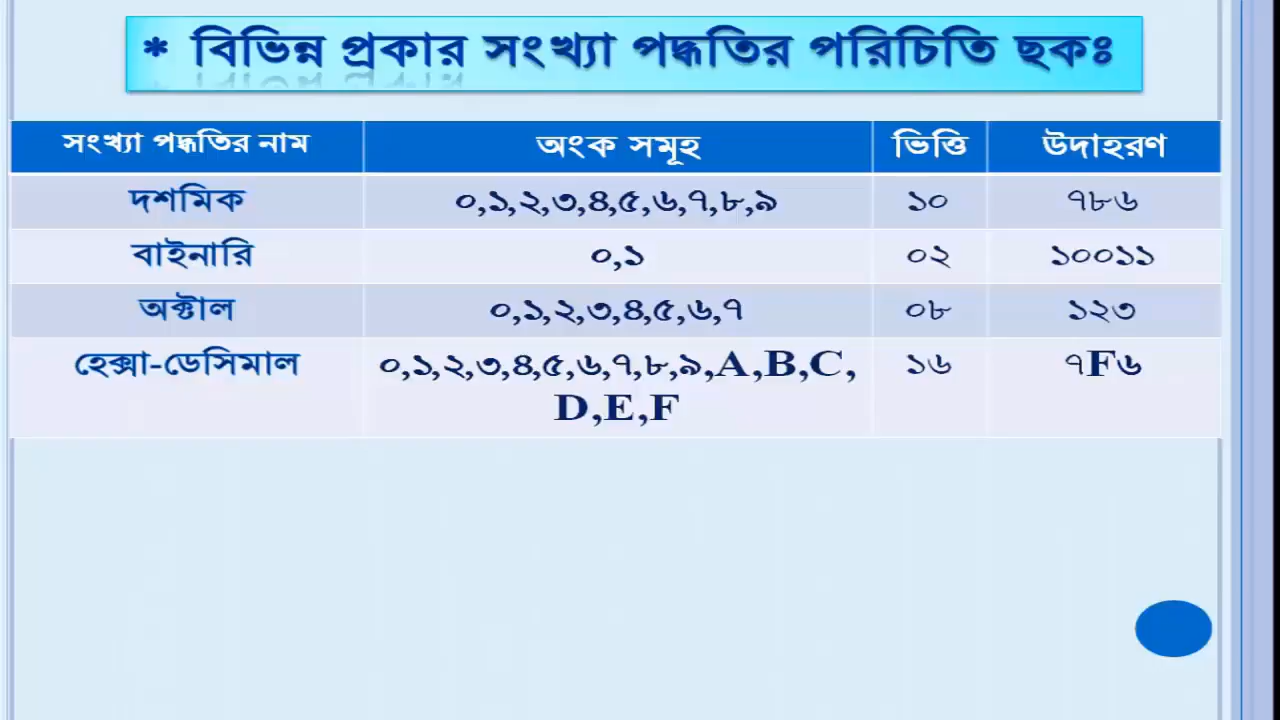 * বিভিন্ন প্রকার সংখ্যা পদ্ধতির পরিচিতি ছকঃ
সংখ্যা পদ্ধতির নাম অংক সমূহ ভিত্তি উদাহরণ
দশমিক ০,১,২,৩,৪,৫,৬,৭,৮,৯ ১০ ৭৮৬
বাইনারি ০,১ ০২ ১০০১১
অক্টাল ০,১,২,৩,৪,৫,৬,৭ ০৮ ১২৩
হেক্সা-ডেসিমাল ০,১,২,৩,৪,৫,৬,৭,৮,৯,A,B,C, ১৬ ৭F৬
D,E,F